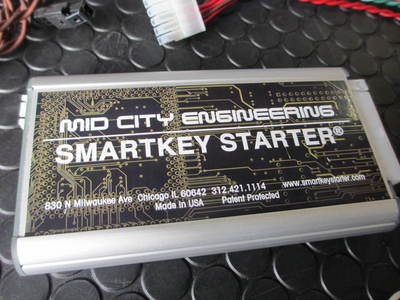 MID CITY ENGINEERING
SMARTKEY STARTER®
830 N Milwaukee Ave Chicago IL 60642 312.421.1114 www.smartkeystarter.com
Made in USA Patent Protected